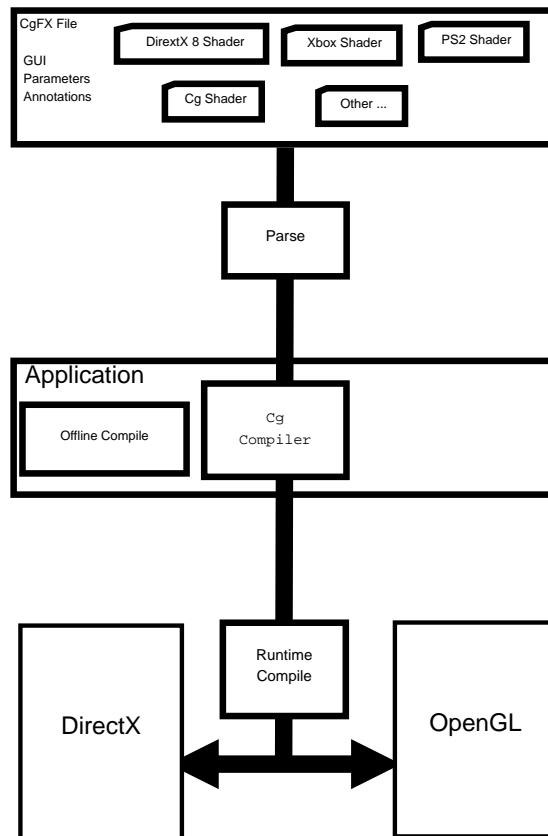 CgFX File
DirextX 8 Shader
Xbox Shader
PS2 Shader
GUI
Parameters
Annotations
Cg Shader
Other ...
Parse
Application
Offline Compile
Cg
Compiler
Runtime
Compile
DirectX
OpenGL